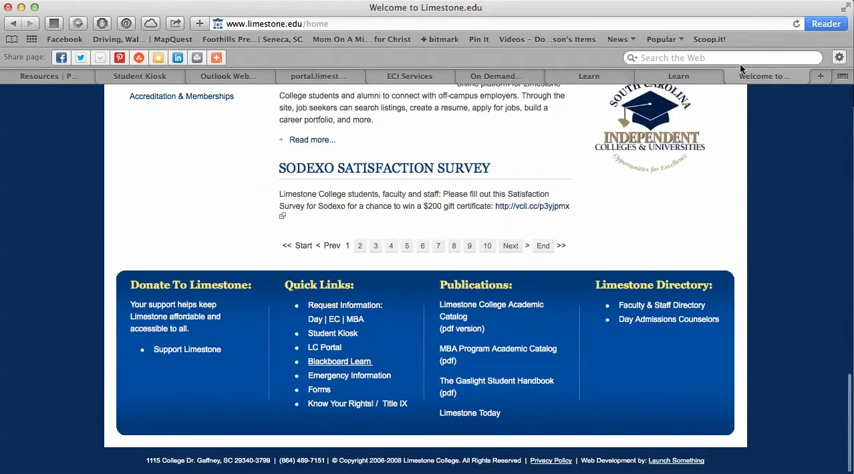 Welcome to Limestone.edu
www.limestone.edu/home
Reader
Facebook Driving, Wal...| MapQuest Fourth Pres | Seneca, SC Mom On A Mi...h for Christ + bitmark Pin It Videos - D...son's Items News Popular Scoop.it!
Share page:
Search the Web
Resources | P... Student Kiosk Outlook Web... portal.limest... ECI Services On Demand... Learn Learn Welcome to...
Accreditation & Memberships
College students and alumni to connect with off-campus employers. Through the
site, job seekers can search listings, create a resume, apply for jobs, build a
career portfolio, and more.
Read more...
SOUTH CAROLINA
INDEPENDENT
COLLEGES & UNIVERSITIES
Opportunities for Excellence
SODEXO SATISFACTION SURVEY
Limestone College students, faculty and staff: Please fill out this Satisfaction
Survey for Sodexo for a chance to win a $200 gift certificate: http://vcil.cc/p3yjpmx
<< Start < Prev 1 2 3 4 5 6 7 8 9 10 Next > End >>
Donate To Limestone:
Your support helps keep
Limestone affordable and
accessible to all.
Support Limestone
Quick Links:
Request Information:
Day | EC | MBA
Student Kiosk
LC Portal
Blackboard Learn
Emergency Information
Forms
Know Your Rights! / Title IX
Publications:
Limestone College Academic
Catalog
(pdf version)
MBA Program Academic Catalog
(pdf)
The Gaslight Student Handbook
(pdf)
Limestone Today
Limestone Directory:
Faculty & Staff Directory
Day Admissions Counselors
1115 College Dr. Gaffney, SC 29340-3799 | (864) 489-7151 | © Copyright 2006-2008 Limestone College. All Rights Reserved | Privacy Policy | Web Development by: Launch Something